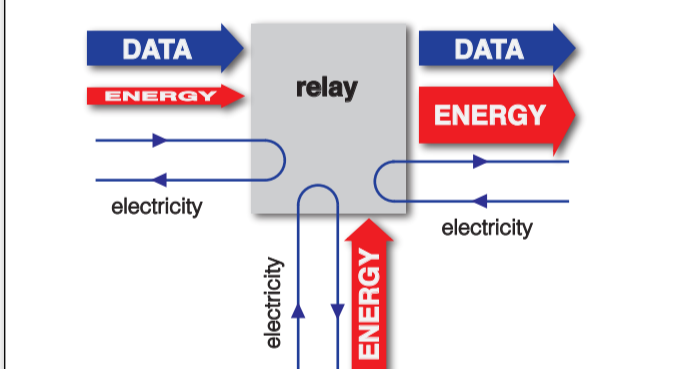 DATA
DATA
ENERGY
relay
ENERGY
electricity
electricity
electricity
ENERGY